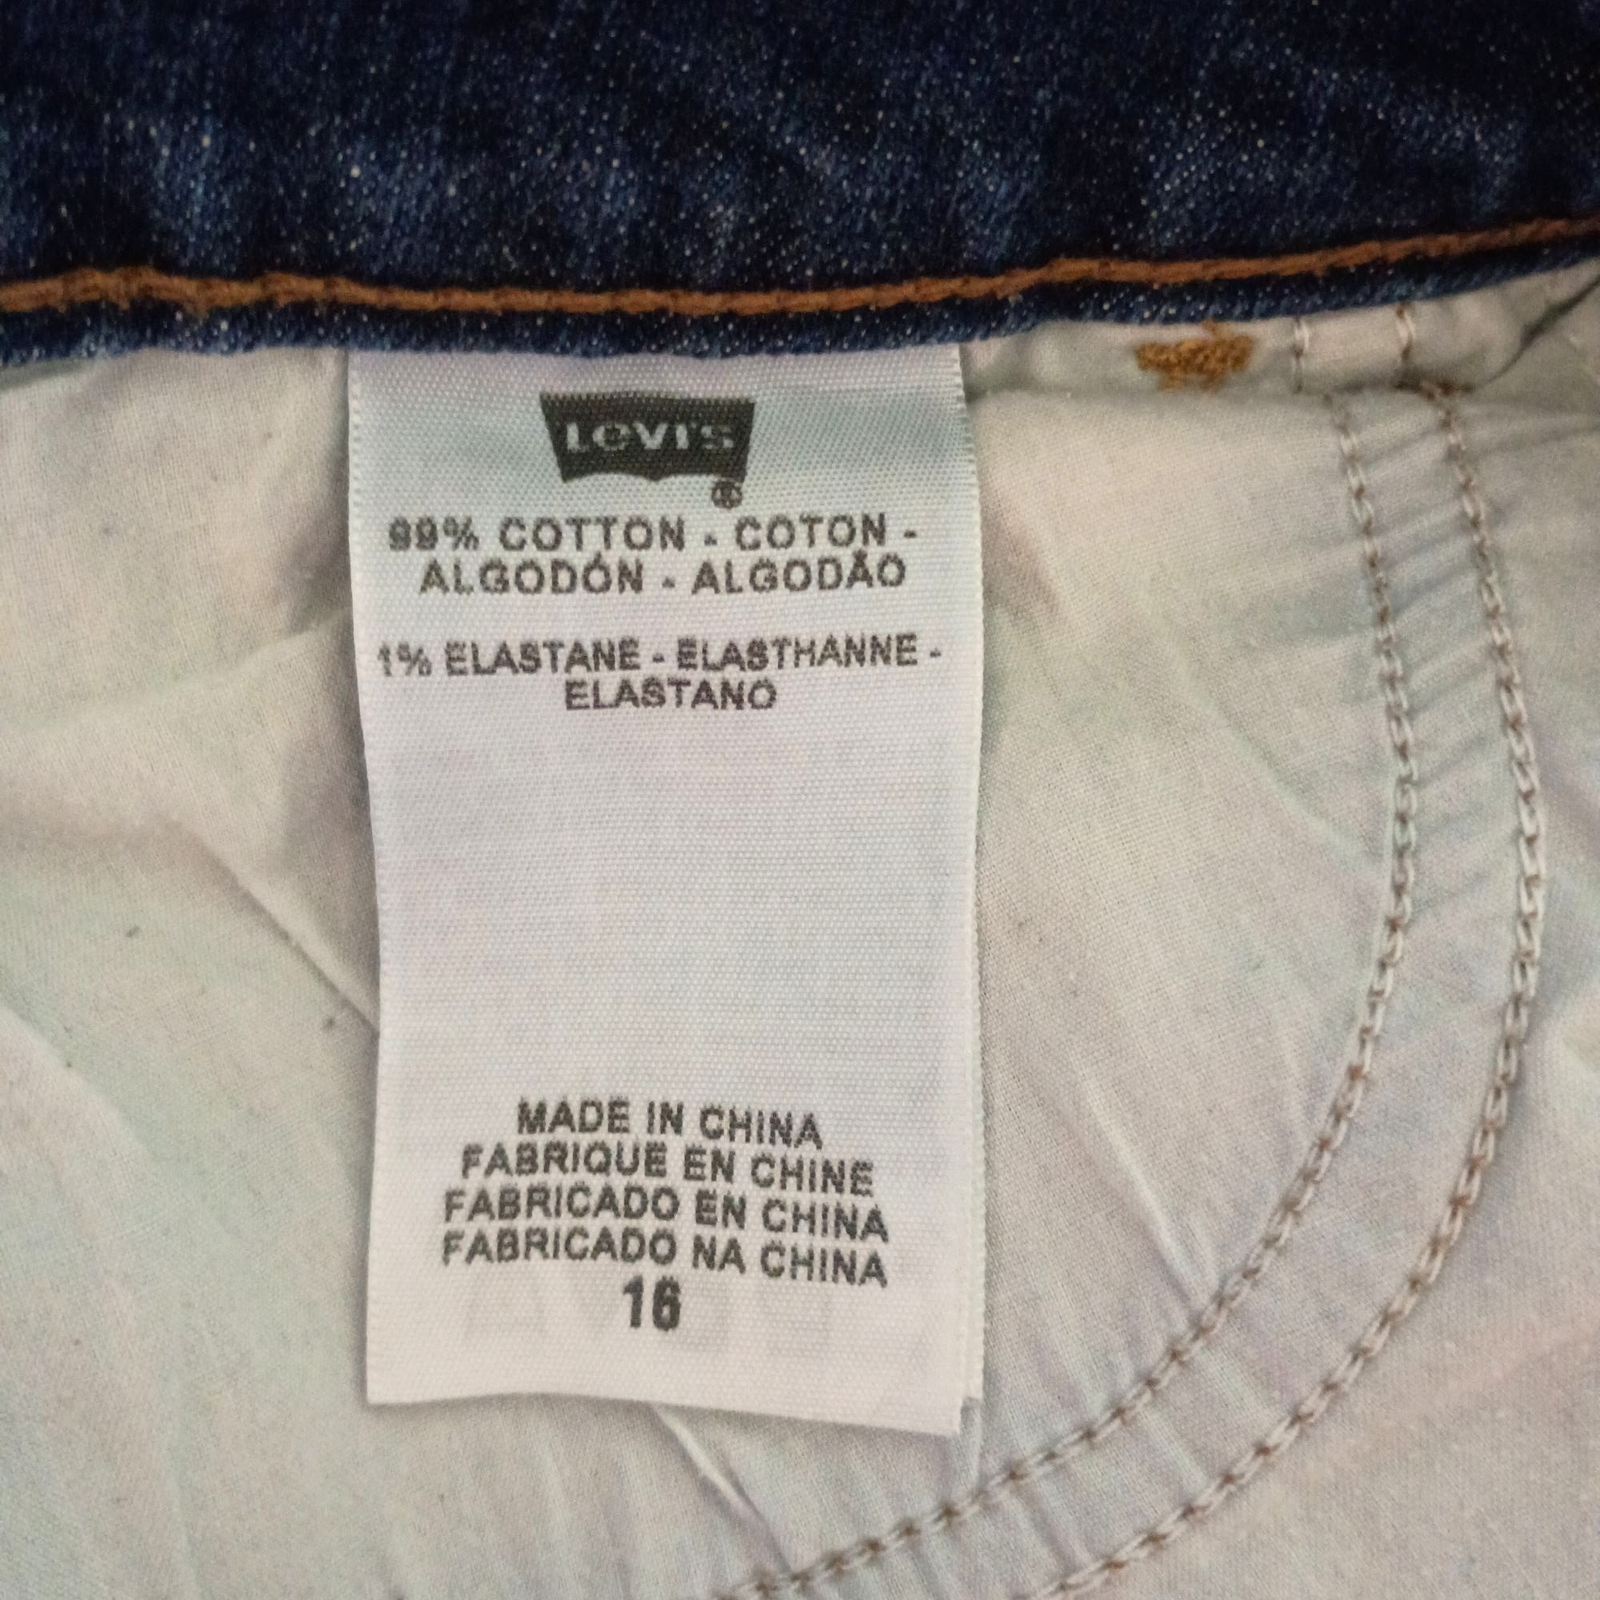 Levi's
®
99% COTTON - COTON -
ALGODÓN - ALGODÃO
1% ELASTANE - ELASTHANNE -
ELASTANO
MADE IN CHINA
FABRIQUE EN CHINE
FABRICADO EN CHINA
FABRICADO NA CHINA
16